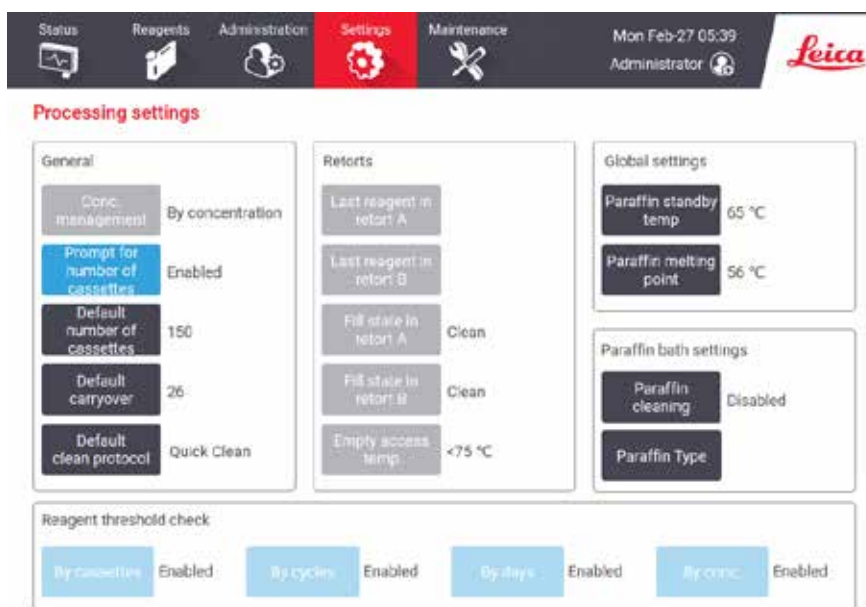 Status Reagents Administration Settings Maintenance
Mon Feb-27 05:39
Administrator
Leica
Processing settings
General
Conc. management By concentration
Prompt for number of cassettes Enabled
Default number of cassettes 150
Default carryover 26
Default clean protocol Quick Clean
Retorts
Last reagent in retort A
Last reagent in retort B
Fill state in retort A Clean
Fill state in retort B Clean
Empty access temp <75 °C
Global settings
Paraffin standby temp 65 °C
Paraffin melting point 56 °C
Paraffin bath settings
Paraffin cleaning Disabled
Paraffin Type
Reagent threshold check
By cassettes Enabled By cycles Enabled By days Enabled By conc. Enabled